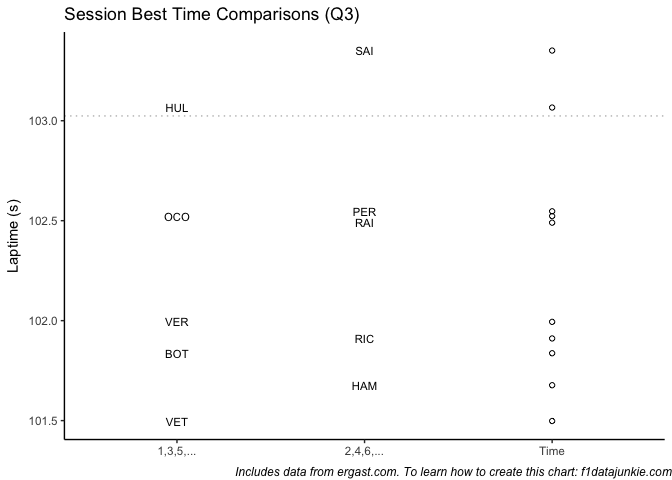 Session Best Time Comparisons (Q3)
SAI
HUL
103.0
PER
OCO
RAI
102.5
Laptime (s)
VER
102.0
RIC
BOT
HAM
VET
101.5
1,3,5,... 2,4,6,... Time
Includes data from ergast.com. To learn how to create this chart: f1datajunkie.com